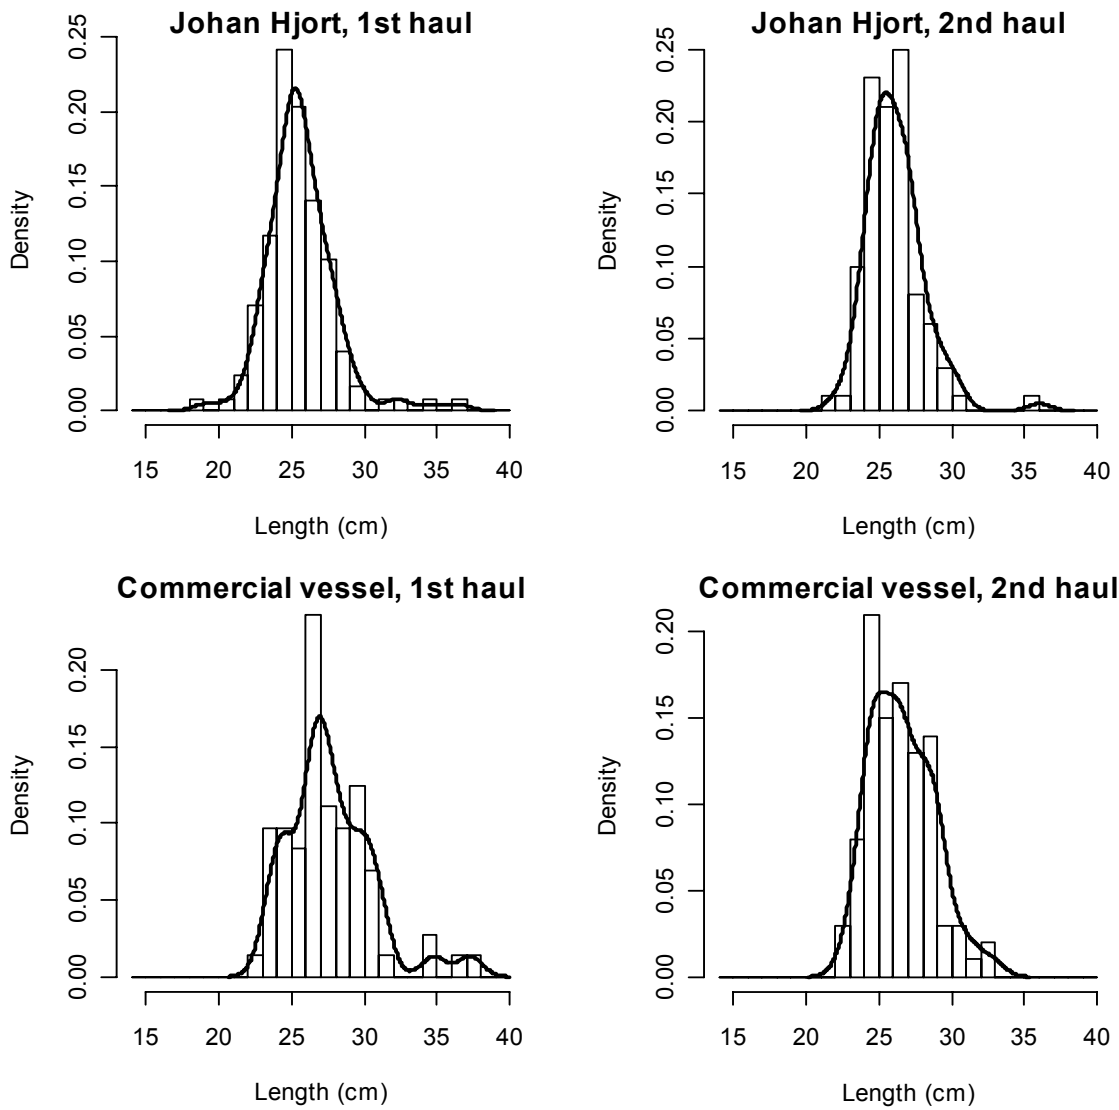 Johan Hjort, 1st haul
Density
0.00 0.05 0.10 0.15 0.20 0.25
15 20 25 30 35 40
Length (cm)
Johan Hjort, 2nd haul
Density
0.00 0.05 0.10 0.15 0.20 0.25
15 20 25 30 35 40
Length (cm)
Commercial vessel, 1st haul
Density
0.00 0.05 0.10 0.15 0.20
15 20 25 30 35 40
Length (cm)
Commercial vessel, 2nd haul
Density
0.00 0.05 0.10 0.15 0.20
15 20 25 30 35 40
Length (cm)